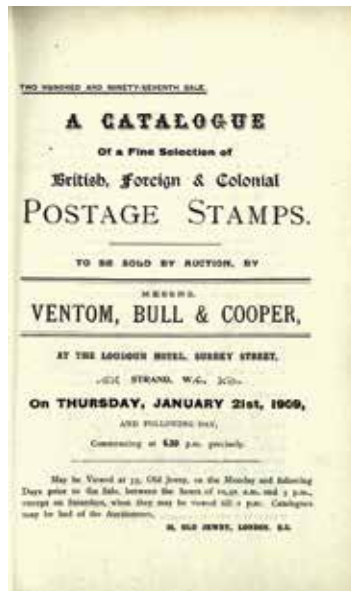 TWO HUNDRED AND NINETY-SEVENTH SALE.
A CATALOGUE
Of a Fine Selection of
British, Foreign & Colonial
POSTAGE STAMPS.
TO BE SOLD BY AUCTION, BY
MESSRS.
VENTOM, BULL & COOPER,
AT THE LOUDOUN HOTEL, SURREY STREET,
STRAND, W.C.,
On THURSDAY, JANUARY 21st, 1909,
AND FOLLOWING DAY,
Commencing at 6.30 p.m. precisely.
May be Viewed at 35, Old Jewry, on the Monday and following
Days prior to the Sale, between the hours of 10.30 a.m. and 5 p.m.,
except on Saturdays, when they may be viewed till 1 p.m. Catalogues
may be had of the Auctioneers.
35, OLD JEWRY, LONDON, E.C.